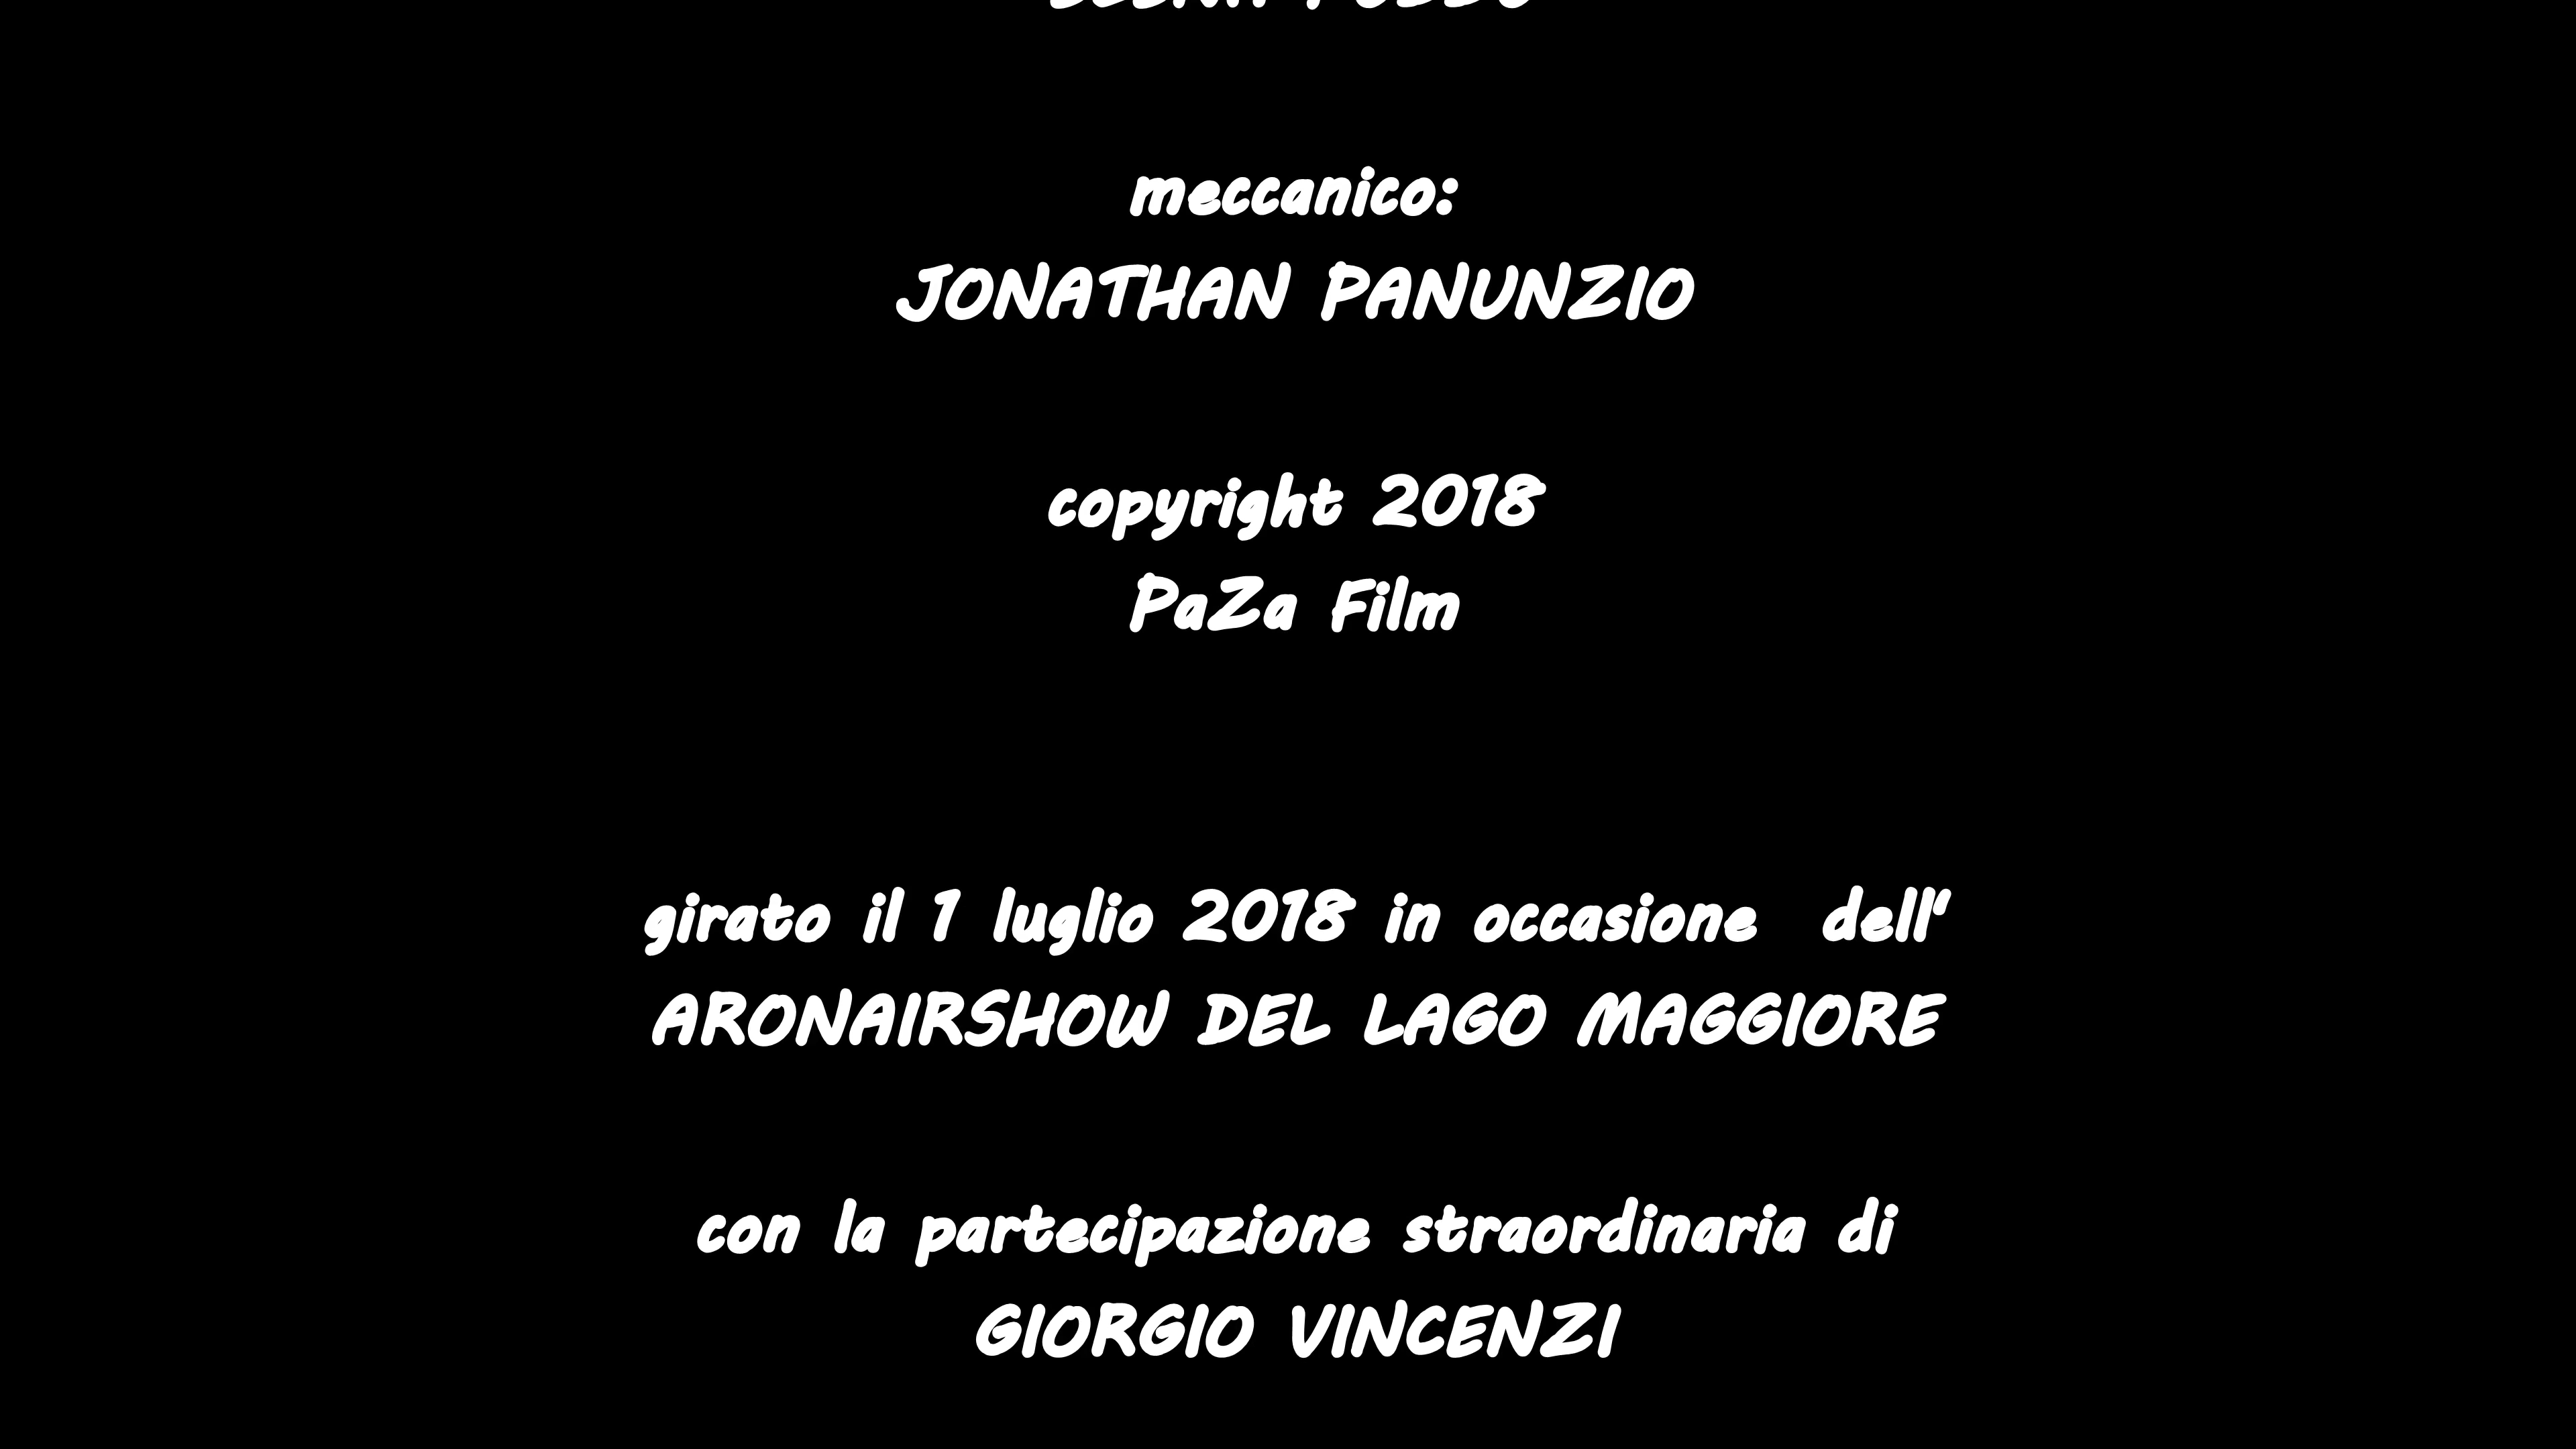 meccanico:
JONATHAN PANUNZIO
copyright 2018
PaZa Film
girato il 1 luglio 2018 in occasione dell'
ARONAIRSHOW DEL LAGO MAGGIORE
con la partecipazione straordinaria di
GIORGIO VINCENZI